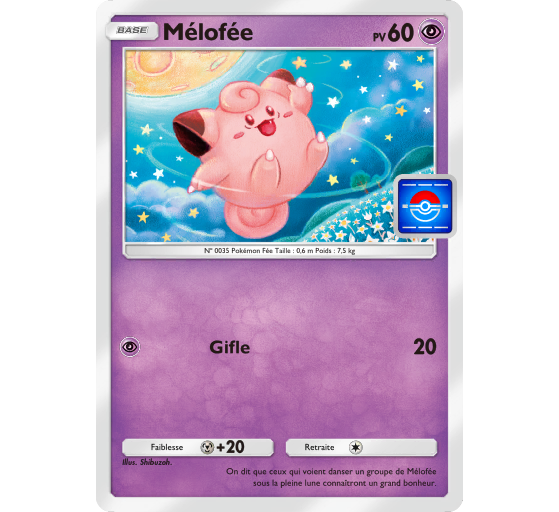 BASE Mélofée PV 60
N° 0035 Pokémon Fée Taille : 0,6 m Poids : 7,5 kg
Gifle 20
Faiblesse +20 Retraite
Illus. Shibuzoh.
On dit que ceux qui voient danser un groupe de Mélofée
sous la pleine lune connaîtront un grand bonheur.